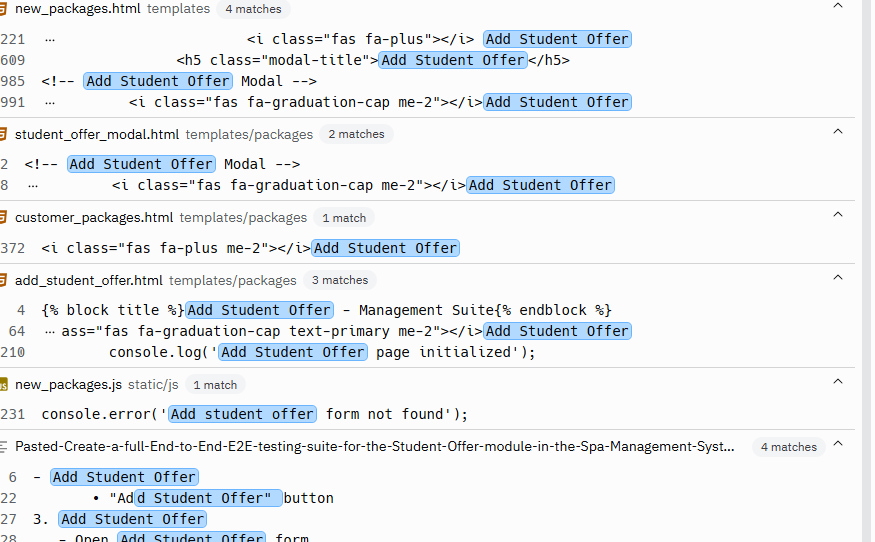 new_packages.html templates 4 matches
221 ... <i class="fas fa-plus"></i> Add Student Offer
609 <h5 class="modal-title">Add Student Offer</h5>
985 <!-- Add Student Offer Modal -->
991 ... <i class="fas fa-graduation-cap me-2"></i>Add Student Offer
student_offer_modal.html templates/packages 2 matches
2 <!-- Add Student Offer Modal -->
8 ... <i class="fas fa-graduation-cap me-2"></i>Add Student Offer
customer_packages.html templates/packages 1 match
372 <i class="fas fa-plus me-2"></i>Add Student Offer
add_student_offer.html templates/packages 3 matches
4 {% block title %}Add Student Offer - Management Suite{% endblock %}
64 ... ass="fas fa-graduation-cap text-primary me-2"></i>Add Student Offer
210 console.log('Add Student Offer page initialized');
new_packages.js static/js 1 match
231 console.error('Add student offer form not found');
Pasted-Create-a-full-End-to-End-E2E-testing-suite-for-the-Student-Offer-module-in-the-Spa-Management-Syst... 4 matches
6 - Add Student Offer
22 • "Add Student Offer" button
27 3. Add Student Offer
28 - Open Add Student Offer form